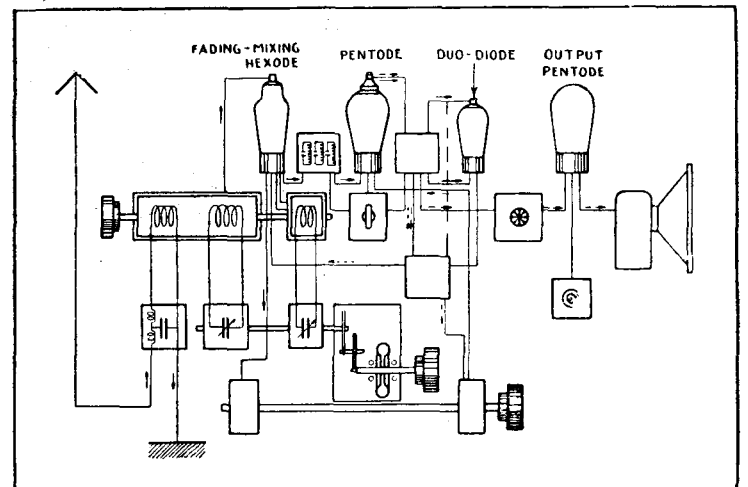 FADING-MIXING
HEXODE
PENTODE
DUO-DIODE
OUTPUT
PENTODE